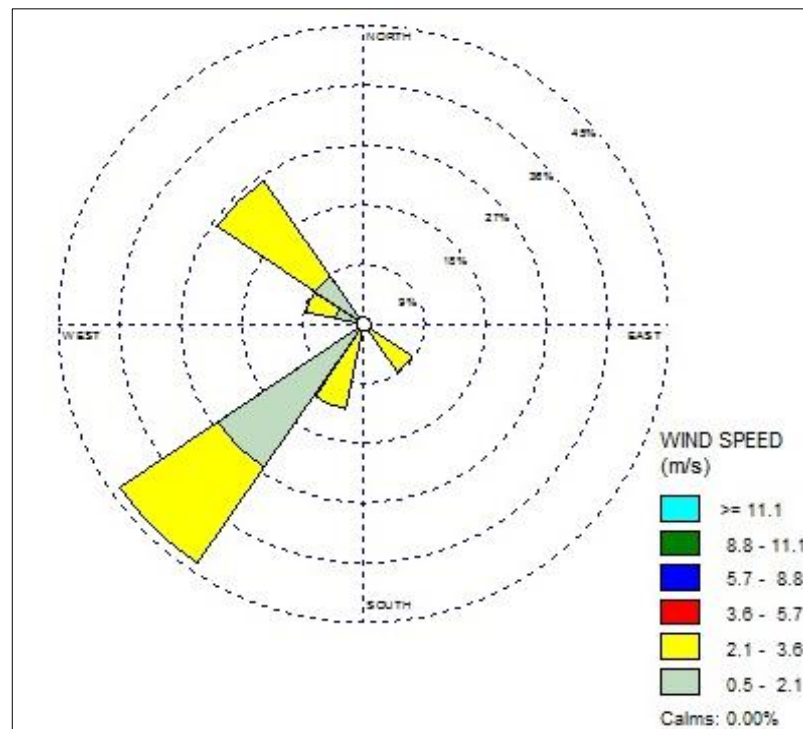 NORTH
45%
36%
27%
18%
9%
WEST
EAST
SOUTH
WIND SPEED
(m/s)
>= 11.1
8.8 - 11.1
5.7 - 8.8
3.6 - 5.7
2.1 - 3.6
0.5 - 2.1
Calms: 0.00%